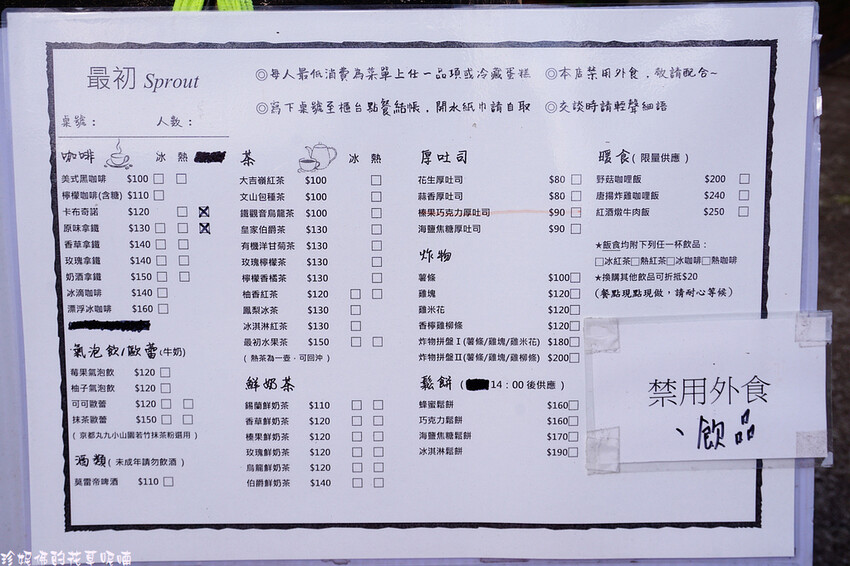 最初 Sprout
◎每人最低消費為菜單上任一品項或冷藏蛋糕 ◎本店禁用外食，敬請配合~
◎寫下桌號至櫃台點餐結帳，開水紙巾請自取 ◎交談時請輕聲細語
桌號： 人數：
咖啡 冰 熱
美式黑咖啡 $100
檸檬咖啡(含糖) $110
卡布奇諾 $120
原味拿鐵 $130
香草拿鐵 $140
玫瑰拿鐵 $140
奶酒拿鐵 $150
冰滴咖啡 $140
漂浮冰咖啡 $160
氣泡飲/歐蕾(牛奶)
莓果氣泡飲 $120
柚子氣泡飲 $120
可可歐蕾 $120
抹茶歐蕾 $150
( 京都丸九小山園若竹抹茶粉選用 )
酒類( 未成年請勿飲酒 )
莫雷帝啤酒 $110
茶 冰 熱
大吉嶺紅茶 $100
文山包種茶 $100
鐵觀音烏龍茶 $100
皇家伯爵茶 $130
有機洋甘菊茶 $130
玫瑰檸檬茶 $130
檸檬香橘茶 $130
柚香紅茶 $120
鳳梨冰茶 $130
冰淇淋紅茶 $130
最初水果茶 $150
( 熱茶為一壺，可回沖 )
鮮奶茶
錫蘭鮮奶茶 $110
香草鮮奶茶 $120
榛果鮮奶茶 $120
玫瑰鮮奶茶 $120
烏龍鮮奶茶 $120
伯爵鮮奶茶 $140
厚吐司
花生厚吐司 $80
蒜香厚吐司 $80
榛果巧克力厚吐司 $90
海鹽焦糖厚吐司 $90
炸物
薯條 $100
雞塊 $120
雞米花 $120
香檸雞柳條 $120
炸物拼盤I(薯條/雞塊/雞米花) $180
炸物拼盤II(薯條/雞塊/雞柳條) $200
鬆餅 ( 14：00後供應 )
蜂蜜鬆餅 $160
巧克力鬆餅 $160
海鹽焦鬆餅 $170
冰淇淋鬆餅 $190
暖食( 限量供應 )
野菇咖哩飯 $200
唐揚炸雞咖哩飯 $240
紅酒燉牛肉飯 $250
★飯食均附下列任一杯飲品：
□冰紅茶□熱紅茶□冰咖啡□熱咖啡
★換購其他飲品可折抵$20
(餐點現點現做，請耐心等候)
禁用外食
、飲品